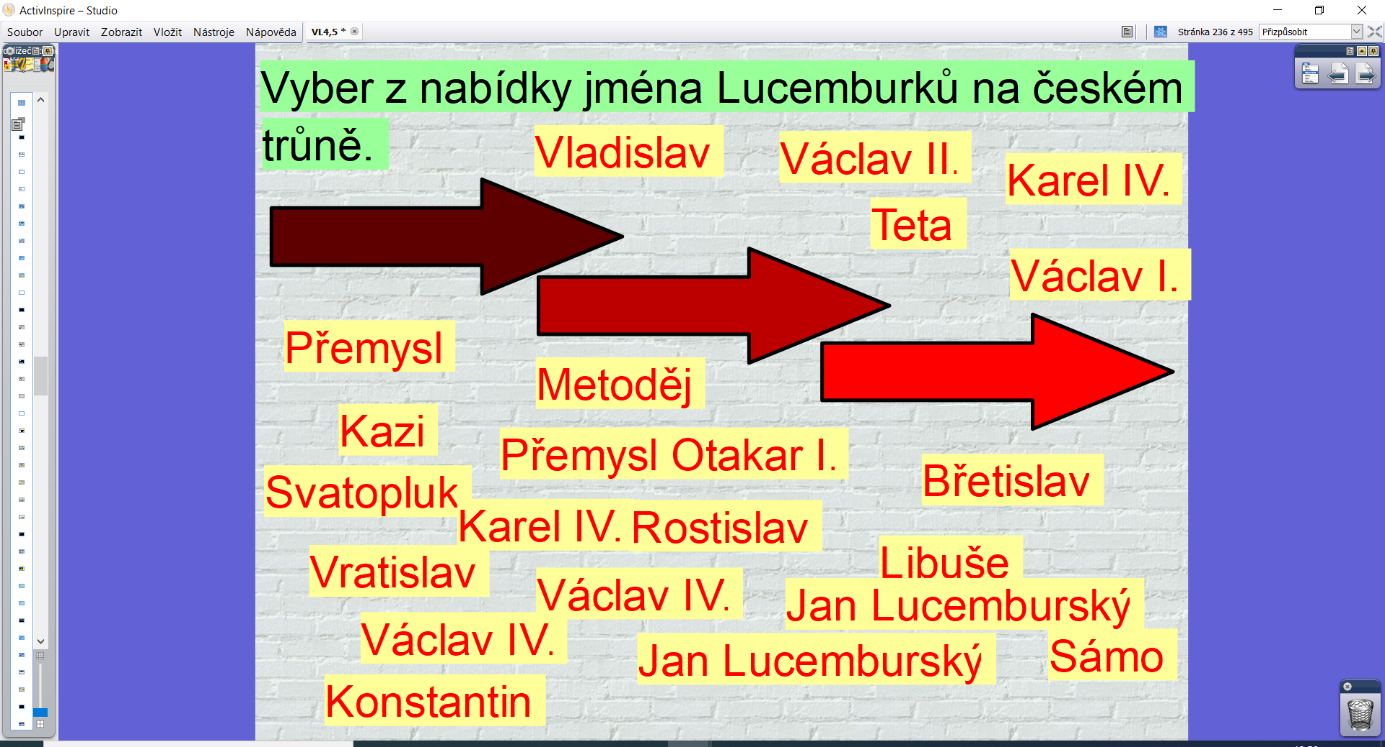 ActivInspire – Studio
Soubor Upravit Zobrazit Vložit Nástroje Nápověda VL4,5 * Stránka 236 z 495 Přizpůsobit
Vyber z nabídky jména Lucemburků na českém
trůně.
Vladislav
Václav II.
Karel IV.
Teta
Václav I.
Přemysl
Metoděj
Kazi
Přemysl Otakar I.
Břetislav
Svatopluk
Karel IV. Rostislav
Libuše
Vratislav
Václav IV.
Jan Lucemburský
Václav IV.
Jan Lucemburský
Sámo
Konstantin